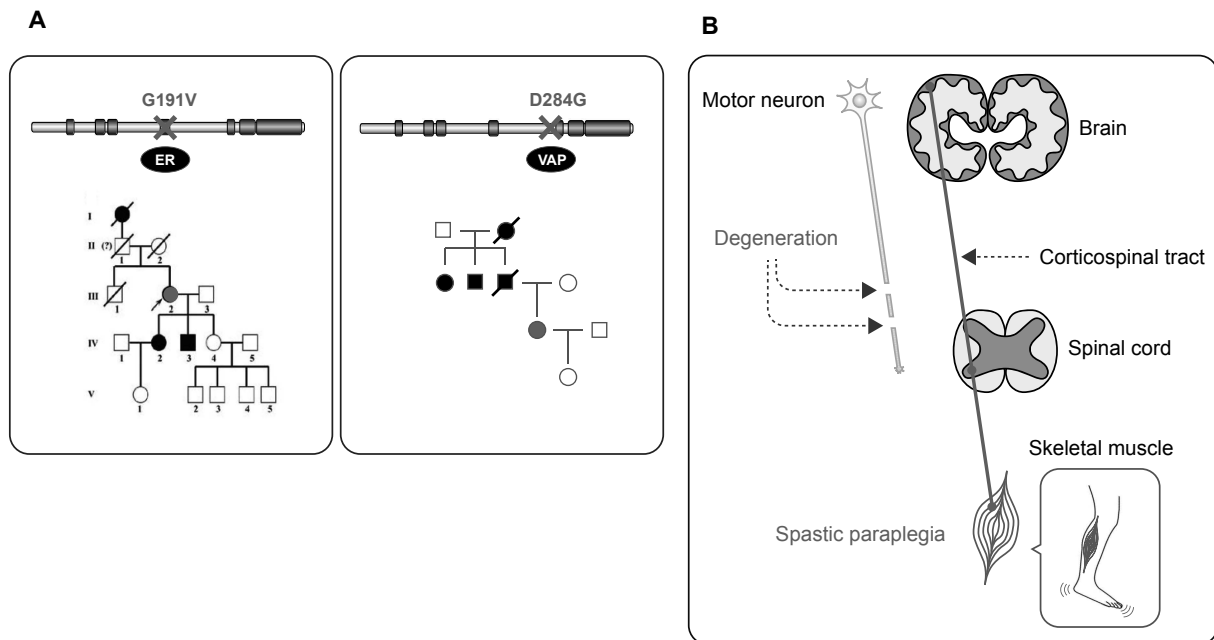 A
G191V
ER
I
II (?)
1 2
III
1 2 3
IV
1 2 3 4 5
V
1 2 3 4 5
D284G
VAP
B
Motor neuron
Brain
Degeneration
Corticospinal tract
Spinal cord
Skeletal muscle
Spastic paraplegia